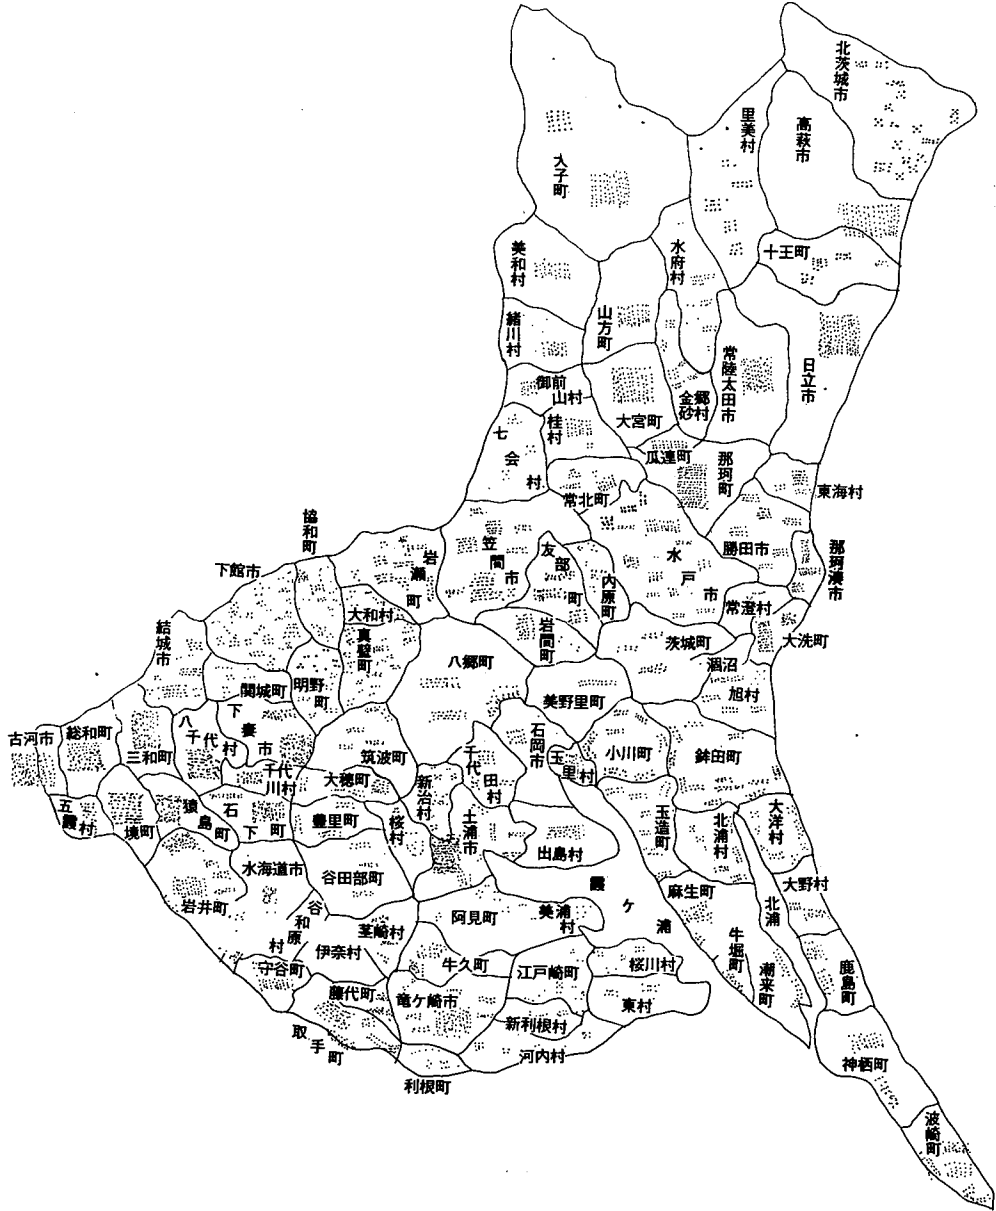 北茨城市
高萩市
里美村
大子町
十王町
水府村
美和村
山方町
緒川村
日立市
常陸太田市
金郷
砂村
御前
山村
大宮町
桂村
七会村
瓜連町
那珂町
東海村
常北町
勝田市
那珂湊市
水戸市
笠間市
友部町
内原町
岩瀬町
協和町
下館市
大和村
真壁町
岩間町
常澄村
大洗町
茨城町
涸沼
旭村
結城市
関城町
明野町
八郷町
美野里町
古河市
総和町
三和町
八千代村
下妻市
千代
川村
筑波町
大穂町
新治村
千代田村
石岡市
玉里村
小川町
鉾田町
五霞村
境町
猿島町
石下町
豊里町
桜村
土浦市
出島村
玉造町
北浦村
大洋村
水海道市
谷田部町
岩井町
霞ヶ浦
麻生町
大野村
北浦
谷和原村
茎崎村
阿見町
美浦
村
伊奈村
守谷町
牛久町
江戸崎町
桜川村
牛堀町
潮来町
鹿島町
藤代町
竜ケ崎市
東村
取手町
新利根村
河内村
利根町
神栖町
波崎町